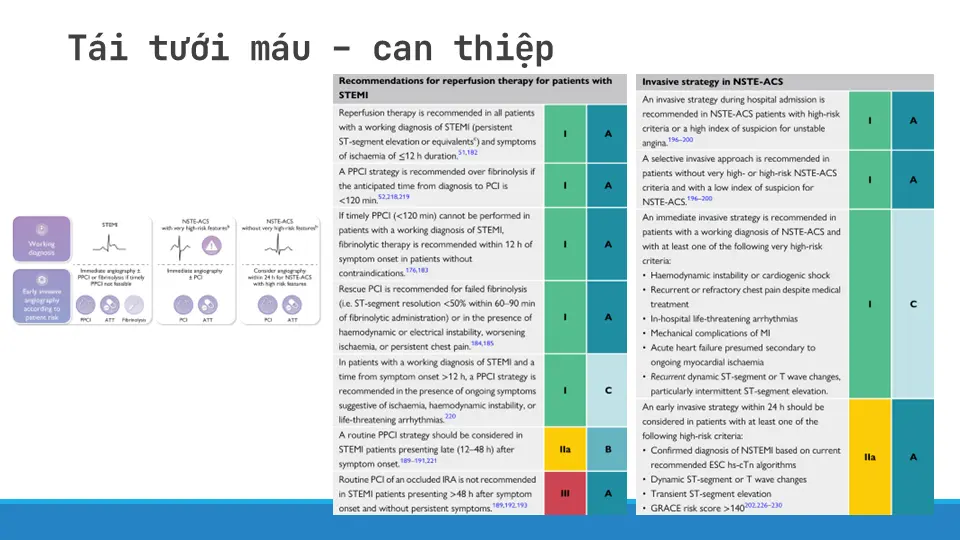 Tái tưới máu – can thiệp
Working
diagnosis
Early invasive
angiography
according to
patient risk
STEMI
Immediate angiography ±
PPCI or fibrinolysis if timely
PPCI not feasible
PPCI ATT Fibrinolysis
NSTE-ACS
with very high-risk features
Immediate angiography
± PCI
PCI ATT
NSTE-ACS
without very high-risk features
Consider angiography
within 24 h for NSTE-ACS
with high risk features
PCI ATT
Recommendations for reperfusion therapy for patients with
STEMI
Reperfusion therapy is recommended in all patients
with a working diagnosis of STEMI (persistent
ST-segment elevation or equivalents<sup>c</sup>) and symptoms
of ischaemia of ≤12 h duration.51,182
I A
A PPCI strategy is recommended over fibrinolysis if
the anticipated time from diagnosis to PCI is
<120 min.52,218,219
I A
If timely PPCI (<120 min) cannot be performed in
patients with a working diagnosis of STEMI,
fibrinolytic therapy is recommended within 12 h of
symptom onset in patients without
contraindications.176,183
I A
Rescue PCI is recommended for failed fibrinolysis
(i.e. ST-segment resolution <50% within 60–90 min
of fibrinolytic administration) or in the presence of
haemodynamic or electrical instability, worsening
ischaemia, or persistent chest pain.184,185
I A
In patients with a working diagnosis of STEMI and a
time from symptom onset >12 h, a PPCI strategy is
recommended in the presence of ongoing symptoms
suggestive of ischaemia, haemodynamic instability, or
life-threatening arrhythmias.220
I C
A routine PPCI strategy should be considered in
STEMI patients presenting late (12–48 h) after
symptom onset.189–191,221
IIa B
Routine PCI of an occluded IRA is not recommended
in STEMI patients presenting >48 h after symptom
onset and without persistent symptoms.189,192,193
III A
Invasive strategy in NSTE-ACS
An invasive strategy during hospital admission is
recommended in NSTE-ACS patients with high-risk
criteria or a high index of suspicion for unstable
angina.196–200
I A
A selective invasive approach is recommended in
patients without very high- or high-risk NSTE-ACS
criteria and with a low index of suspicion for
NSTE-ACS.196–200
I A
An immediate invasive strategy is recommended in
patients with a working diagnosis of NSTE-ACS and
with at least one of the following very high-risk
criteria:
• Haemodynamic instability or cardiogenic shock
• Recurrent or refractory chest pain despite medical
treatment
• In-hospital life-threatening arrhythmias
• Mechanical complications of MI
• Acute heart failure presumed secondary to
ongoing myocardial ischaemia
• Recurrent dynamic ST-segment or T wave changes,
particularly intermittent ST-segment elevation.
I C
An early invasive strategy within 24 h should be
considered in patients with at least one of the
following high-risk criteria:
• Confirmed diagnosis of NSTEMI based on current
recommended ESC hs-cTn algorithms
• Dynamic ST-segment or T wave changes
• Transient ST-segment elevation
• GRACE risk score >140202,226–230
IIa A